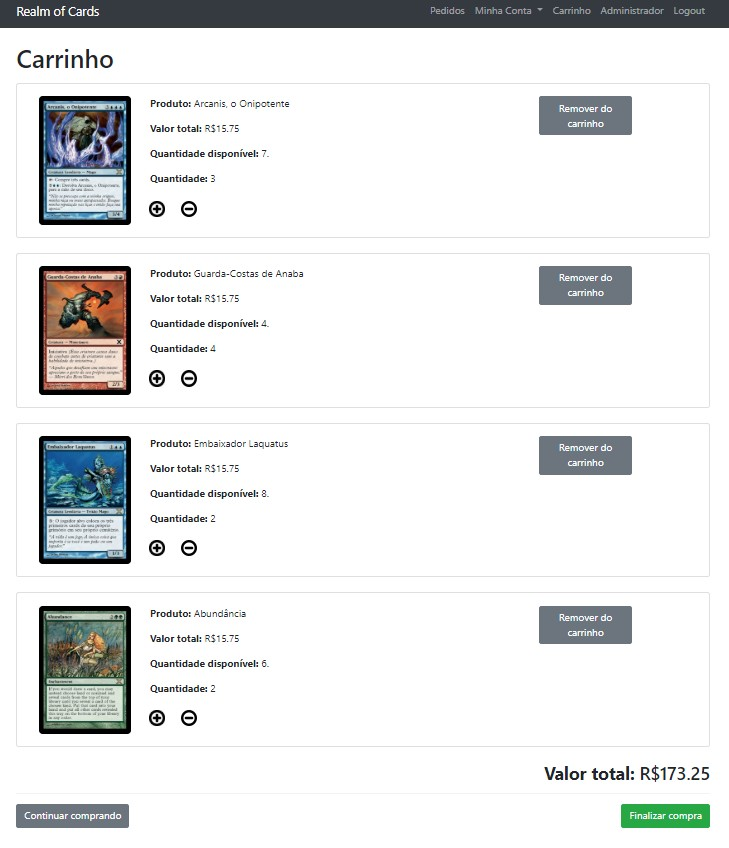 Realm of Cards
Pedidos Minha Conta Carrinho Administrador Logout
Carrinho
Arcanis, o Onipotente
Produto: Arcanis, o Onipotente
Valor total: R$15.75
Quantidade disponível: 7.
Quantidade: 3
Remover do
carrinho
Guarda-Costas de Anaba
Produto: Guarda-Costas de Anaba
Valor total: R$15.75
Quantidade disponível: 4.
Quantidade: 4
Remover do
carrinho
Embaixador Laquatus
Produto: Embaixador Laquatus
Valor total: R$15.75
Quantidade disponível: 8.
Quantidade: 2
Remover do
carrinho
Abundance
Produto: Abundância
Valor total: R$15.75
Quantidade disponível: 6.
Quantidade: 2
Remover do
carrinho
Valor total: R$173.25
Continuar comprando
Finalizar compra